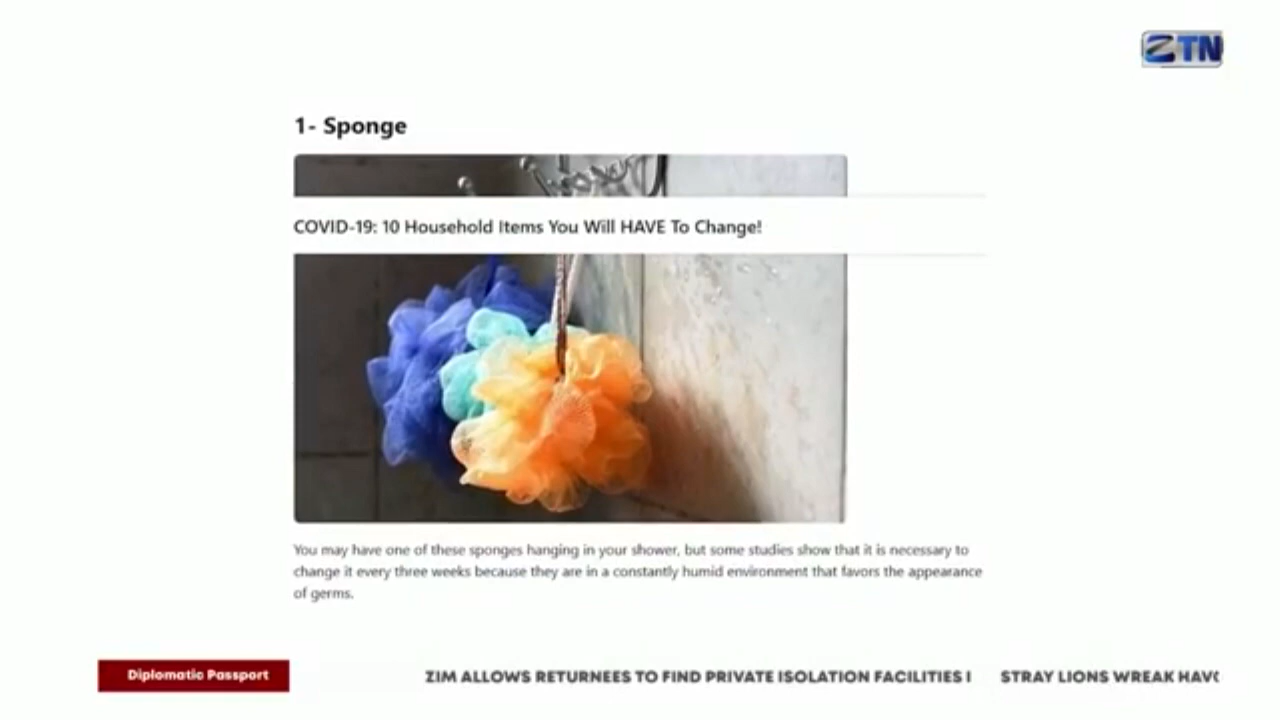 ZTN
1- Sponge
COVID-19: 10 Household Items You Will HAVE To Change!
You may have one of these sponges hanging in your shower, but some studies show that it is necessary to
change it every three weeks because they are in a constantly humid environment that favors the appearance
of germs.
Diplomatic Passport
ZIM ALLOWS RETURNEES TO FIND PRIVATE ISOLATION FACILITIES I STRAY LIONS WREAK